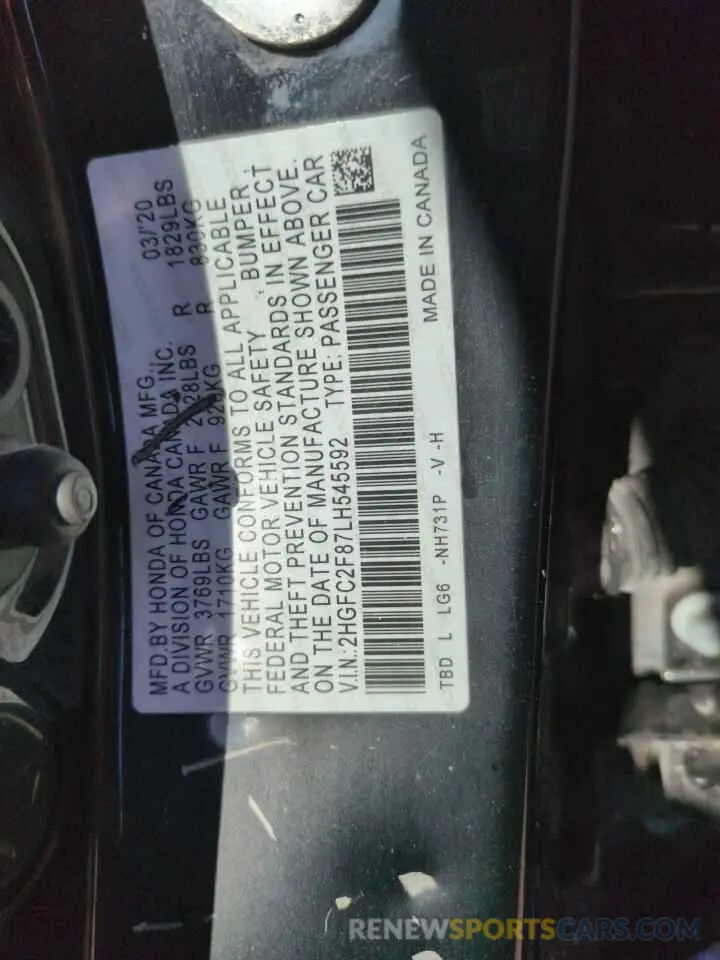 MFD. BY HONDA OF CANADA MFG., 03/'20
A DIVISION OF HONDA CANADA INC.
GVWR 3769LBS GAWR F 2028LBS R 1829LBS
GVWR 1710KG GAWR F 920KG R 830KG
THIS VEHICLE CONFORMS TO ALL APPLICABLE
FEDERAL MOTOR VEHICLE SAFETY, BUMPER,
AND THEFT PREVENTION STANDARDS IN EFFECT
ON THE DATE OF MANUFACTURE SHOWN ABOVE.
V.I.N.: 2HGFC2F87LH545592 TYPE: PASSENGER CAR
TBD L LG6 -NH731P -V -H MADE IN CANADA
RENEWSPORTSCARS.COM